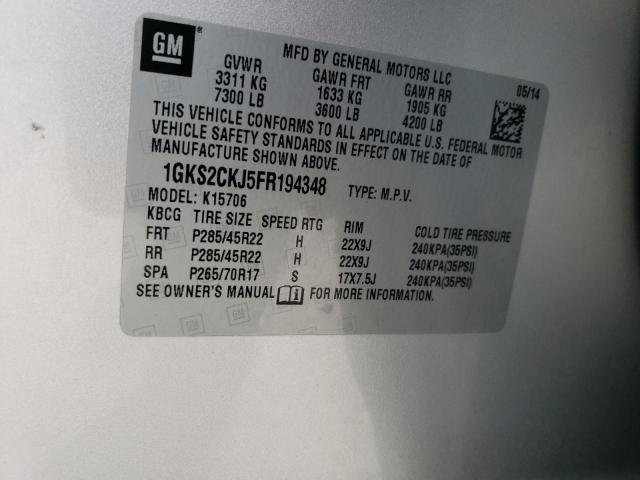 GM
MFD BY GENERAL MOTORS LLC
05/14
GVWR GAWR FRT GAWR RR
3311 KG 1633 KG 1905 KG
7300 LB 3600 LB 4200 LB
THIS VEHICLE CONFORMS TO ALL APPLICABLE U.S. FEDERAL MOTOR
VEHICLE SAFETY STANDARDS IN EFFECT ON THE DATE OF
MANUFACTURE SHOWN ABOVE.
1GKS2CKJ5FR194348 TYPE: M.P.V.
MODEL: K15706
KBCG TIRE SIZE SPEED RTG RIM COLD TIRE PRESSURE
FRT P285/45R22 H 22X9J 240KPA(35PSI)
RR P285/45R22 H 22X9J 240KPA(35PSI)
SPA P265/70R17 S 17X7.5J 240KPA(35PSI)
SEE OWNER'S MANUAL FOR MORE INFORMATION.